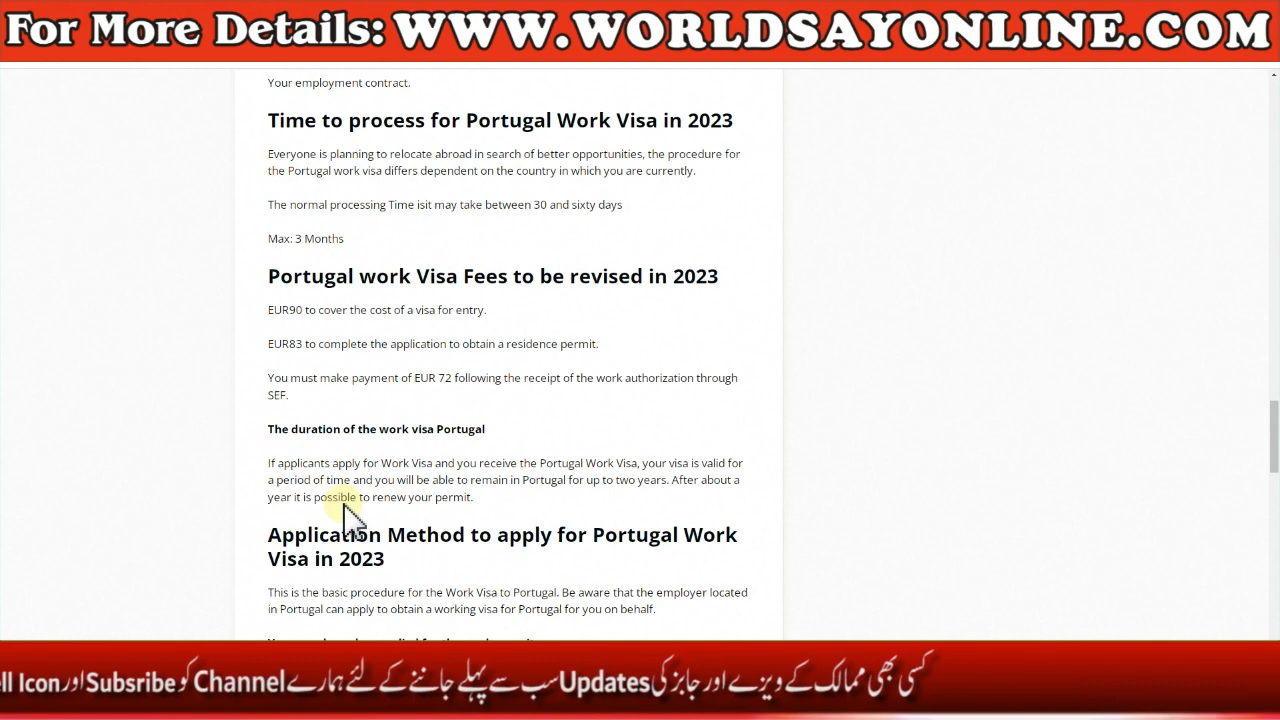 For More Details: WWW.WORLDSAYONLINE.COM
Your employment contract.
Time to process for Portugal Work Visa in 2023
Everyone is planning to relocate abroad in search of better opportunities, the procedure for
the Portugal work visa differs dependent on the country in which you are currently.
The normal processing Time isit may take between 30 and sixty days
Max: 3 Months
Portugal work Visa Fees to be revised in 2023
EUR90 to cover the cost of a visa for entry.
EUR83 to complete the application to obtain a residence permit.
You must make payment of EUR 72 following the receipt of the work authorization through
SEF.
The duration of the work visa Portugal
If applicants apply for Work Visa and you receive the Portugal Work Visa, your visa is valid for
a period of time and you will be able to remain in Portugal for up to two years. After about a
year it is possible to renew your permit.
Application Method to apply for Portugal Work
Visa in 2023
This is the basic procedure for the Work Visa to Portugal. Be aware that the employer located
in Portugal can apply to obtain a working visa for Portugal for you on behalf.
کسی بھی ممالک کے ویزے اور جابز کی Updates سب سے پہلے جاننے کے لئے ہمارے Channel کو Subsribe اور ll Icon